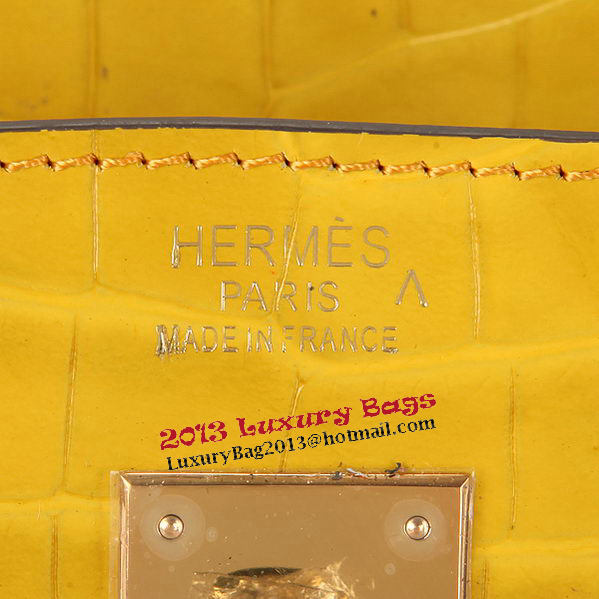 HERMÈS
PARIS ^
MADE IN FRANCE
2013 Luxury Bags
LuxuryBag2013@hotmail.com